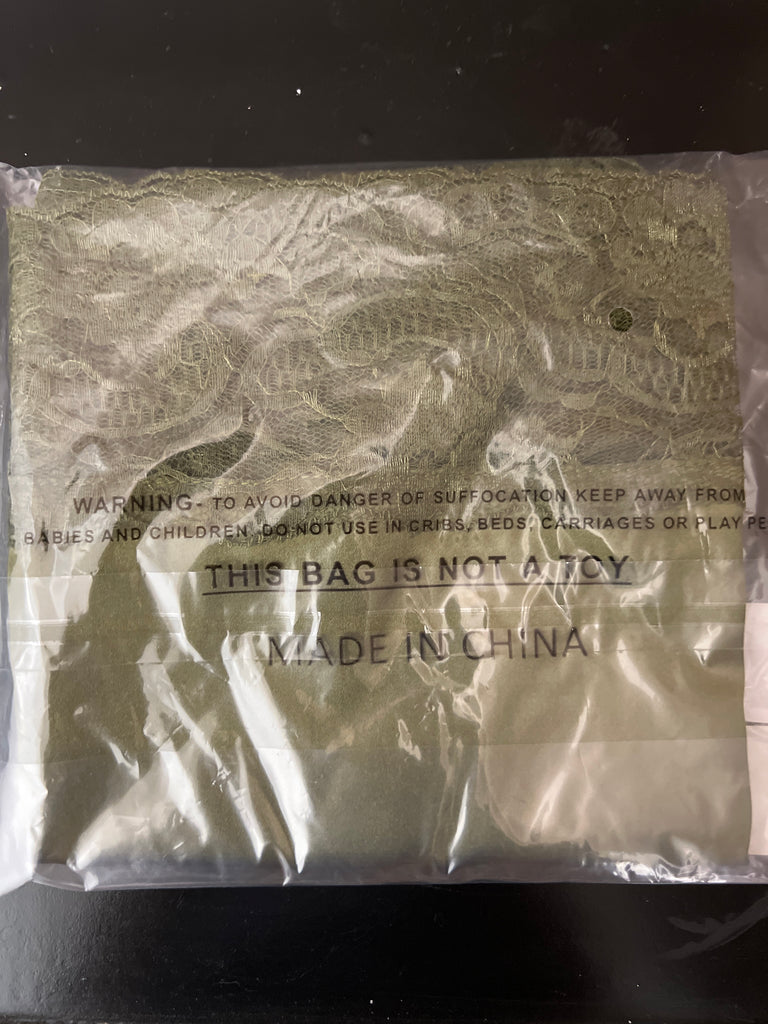 WARNING- TO AVOID DANGER OF SUFFOCATION KEEP AWAY FROM
BABIES AND CHILDREN. DO NOT USE IN CRIBS, BEDS, CARRIAGES OR PLAY PE
THIS BAG IS NOT A TOY
MADE IN CHINA